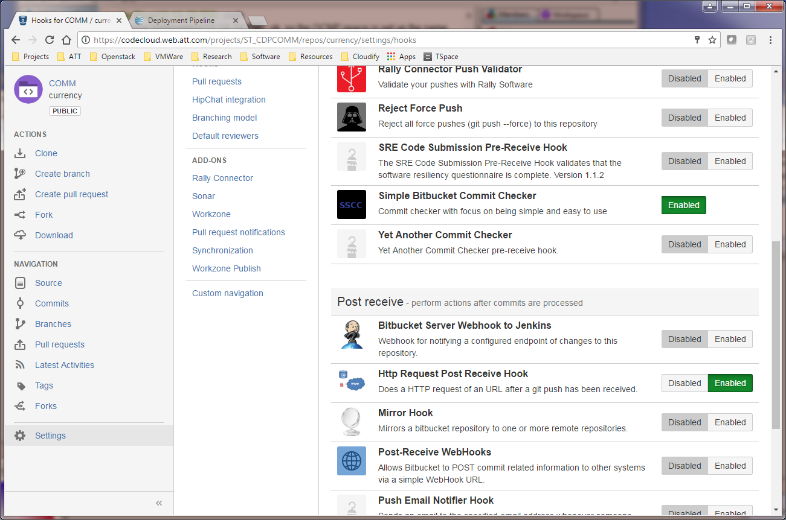 Hooks for COMM / curre
Deployment Pipeline
https://codecloud.web.att.com/projects/ST_CDPCOMM/repos/currency/settings/hooks
Projects
ATT
Openstack
VMWare
Research
Software
Resources
Cloudify
Apps
TSpace
COMM
currency
PUBLIC
ACTIONS
Clone
Create branch
Create pull request
Fork
Download
NAVIGATION
Source
Commits
Branches
Pull requests
Latest Activities
Tags
Forks
Settings
«
Pull requests
HipChat integration
Branching model
Default reviewers
ADD-ONS
Rally Connector
Sonar
Workzone
Pull request notifications
Synchronization
Workzone Publish
Custom navigation
Rally Connector Push Validator
Validate your pushes with Rally Software
Disabled Enabled
Reject Force Push
Reject all force pushes (git push --force) to this repository
Disabled Enabled
SRE Code Submission Pre-Receive Hook
The SRE Code Submission Pre-Receive Hook validates that the
software resiliency questionnaire is complete. Version 1.1.2
Disabled Enabled
SSCC
Simple Bitbucket Commit Checker
Commit checker with focus on being simple and easy to use
Enabled
Yet Another Commit Checker
Yet Another Commit Checker pre-receive hook.
Disabled Enabled
Post receive - perform actions after commits are processed
Bitbucket Server Webhook to Jenkins
Webhook for notifying a configured endpoint of changes to this
repository.
Disabled Enabled
Http Request Post Receive Hook
Does a HTTP request of an URL after a git push has been received.
Disabled Enabled
Mirror Hook
Mirrors a bitbucket repository to one or more remote repositories.
Disabled Enabled
Post-Receive WebHooks
Allows Bitbucket to POST commit related information to other systems
via a simple WebHook URL.
Disabled Enabled
Push Email Notifier Hook
Disabled Enabled